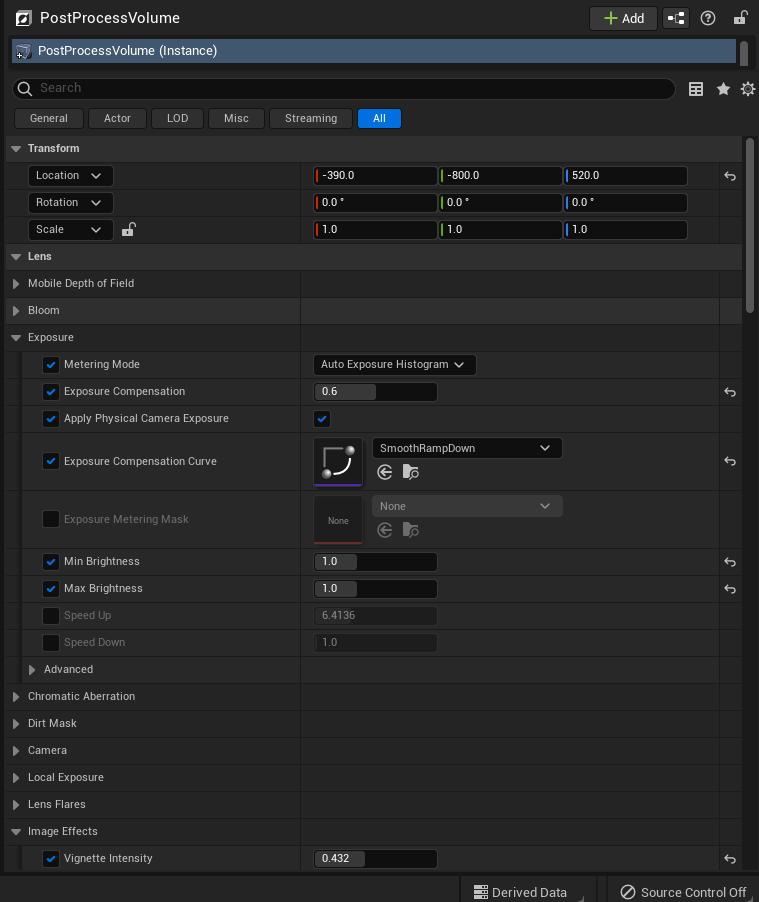 PostProcessVolume
Add
PostProcessVolume (Instance)
Search
General Actor LOD Misc Streaming All
Transform
Location -390.0 -800.0 520.0
Rotation 0.0 ° 0.0 ° 0.0 °
Scale 1.0 1.0 1.0
Lens
Mobile Depth of Field
Bloom
Exposure
Metering Mode Auto Exposure Histogram
Exposure Compensation 0.6
Apply Physical Camera Exposure
Exposure Compensation Curve SmoothRampDown
Exposure Metering Mask None None
Min Brightness 1.0
Max Brightness 1.0
Speed Up 6.4136
Speed Down 1.0
Advanced
Chromatic Aberration
Dirt Mask
Camera
Local Exposure
Lens Flares
Image Effects
Vignette Intensity 0.432
Derived Data Source Control Off